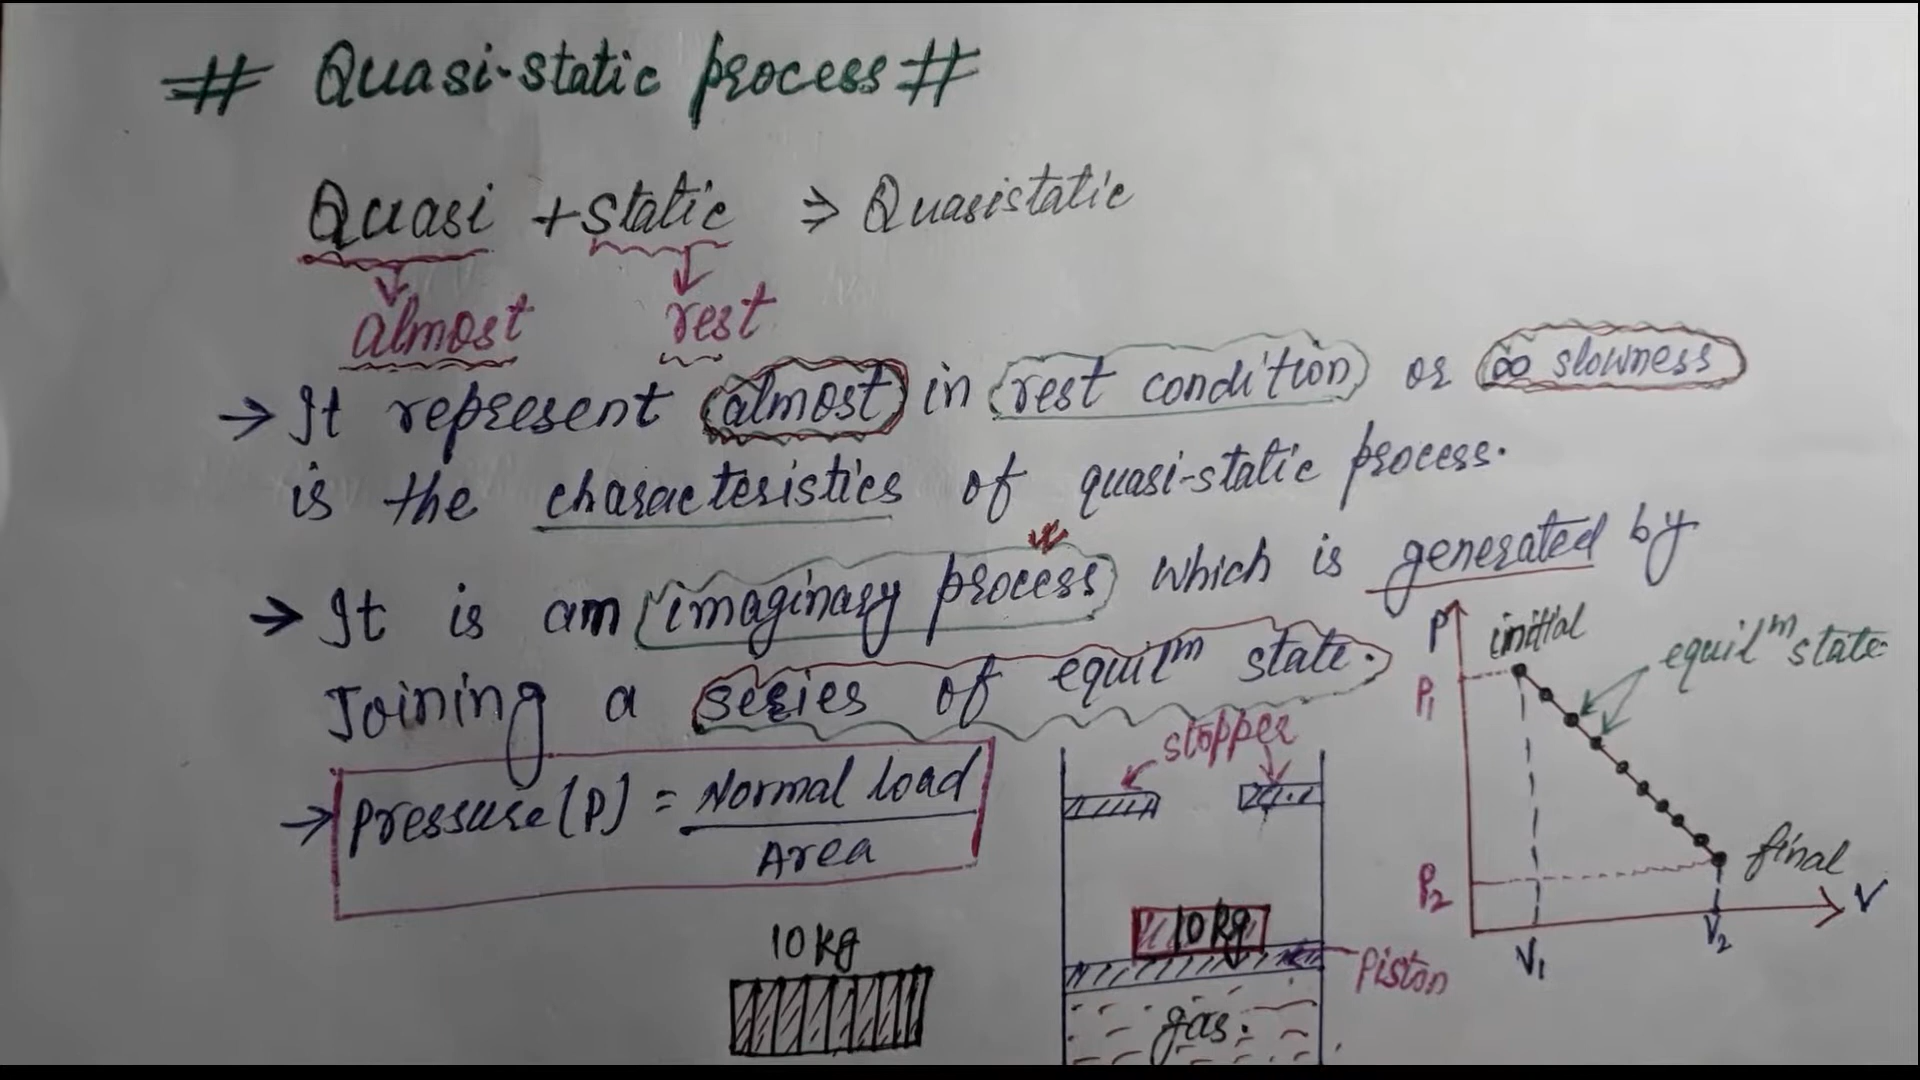 # Quasi-static process #
Quasi + static ⇒ Quasistatic
almost rest
→ It represent almost in rest condition or ∞ slowness
is the characteristics of quasi-static process.
→ It is an imaginary process which is generated by
Joining a series of equilᵐ state.
→ pressure(P) = Normal load
Area
stopper
10kg
10kg
Piston
gas.
P
initial
equilᵐ state
P₁
final
P₂
V₁
V₂
V